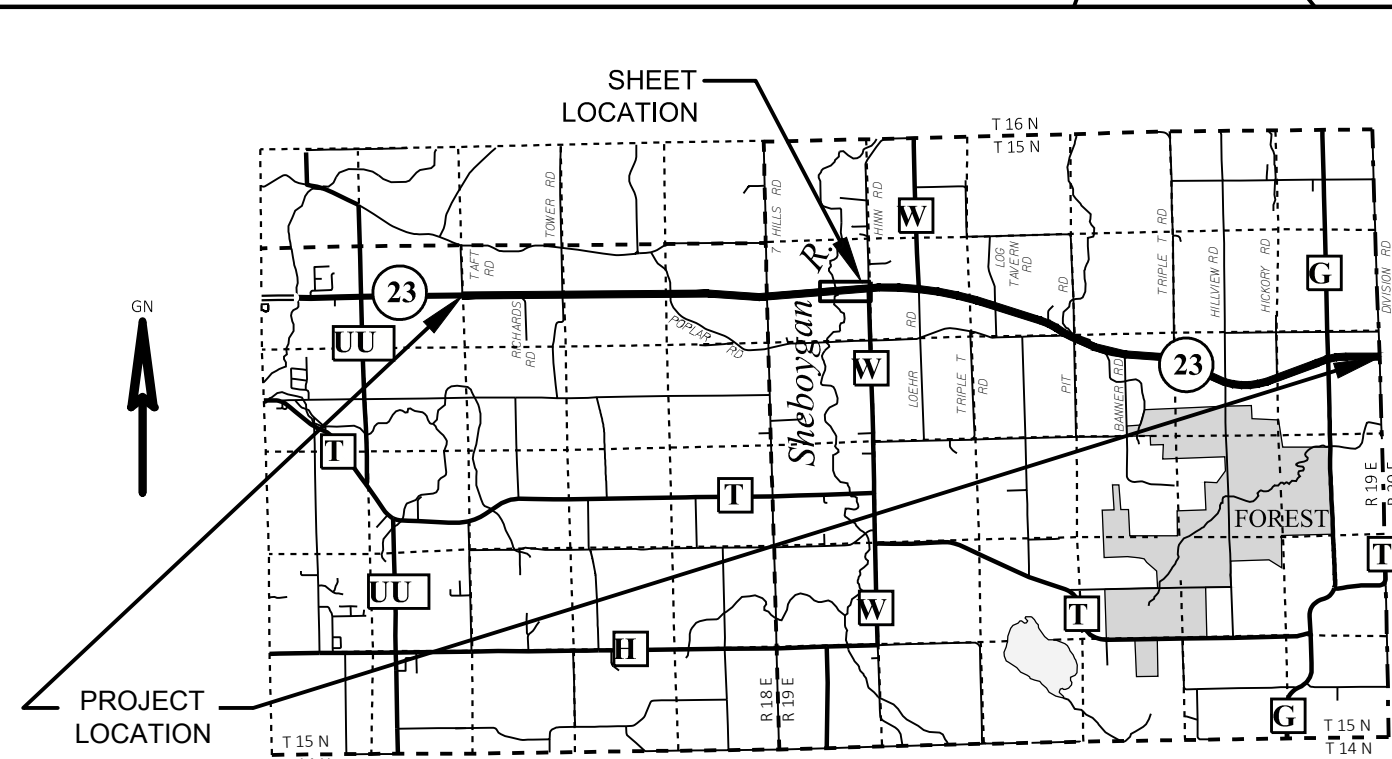 SHEET
LOCATION
T 16 N
T 15 N
TOWER RD
7 HILLS RD
HINN RD
W
TAFT
RD
R.
LOG
TAVERN
RD
TRIPLE T RD
HILLVIEW RD
HICKORY RD
G
DIVISION RD
GN
23
UU
RICHARDS
RD
POPLAR RD
Sheboygan
W
LOEHR
RD
TRIPLE T
RD
PIT
RD
BANNER RD
23
T
T
FOREST
R 19 E
T
UU
W
T
H
PROJECT
LOCATION
R 18 E
R 19 E
G
T 15 N
T 15 N
T 14 N